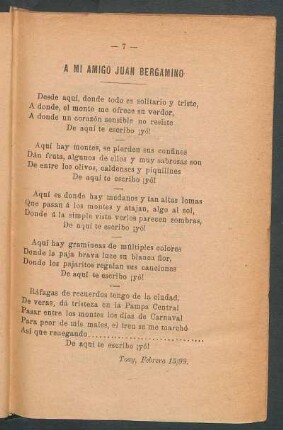 — 7 —
A MI AMIGO JUAN BERGAMINO
Desde aquí, donde todo es solitario y triste,
A donde, el monte me ofrece su verdor,
A donde un corazón sensible no resiste
De aquí te escribo ¡yó!
Aquí hay montes, se pierden sus confines
Dán fruta, algunos de ellos y muy sabrosas son
De entre los olivos, caldenses y piquilines
De aquí te escribo ¡yó!
Aquí es donde hay medanos y tan altas lomas
Que pasan á los montes y atajan, algo al sol,
Donde á la simple vista verlos parecen sombras,
De aquí te escribo ¡yó!
Aquí hay gramineas de múltiples colores
Donde la paja brava luce su blanca flor,
Donde los pajaritos regalan sus canciones
De aquí te escribo ¡yó!
Ráfagas de recuerdos tengo de la ciudad,
De veras, dá tristeza en la Pampa Central
Pasar entre los montes los días de Carnaval
Para peor de mis males, el tren se me marchó
Así que renegando
De aquí te escribo ¡yó!
Toay, Febrero 15/99.